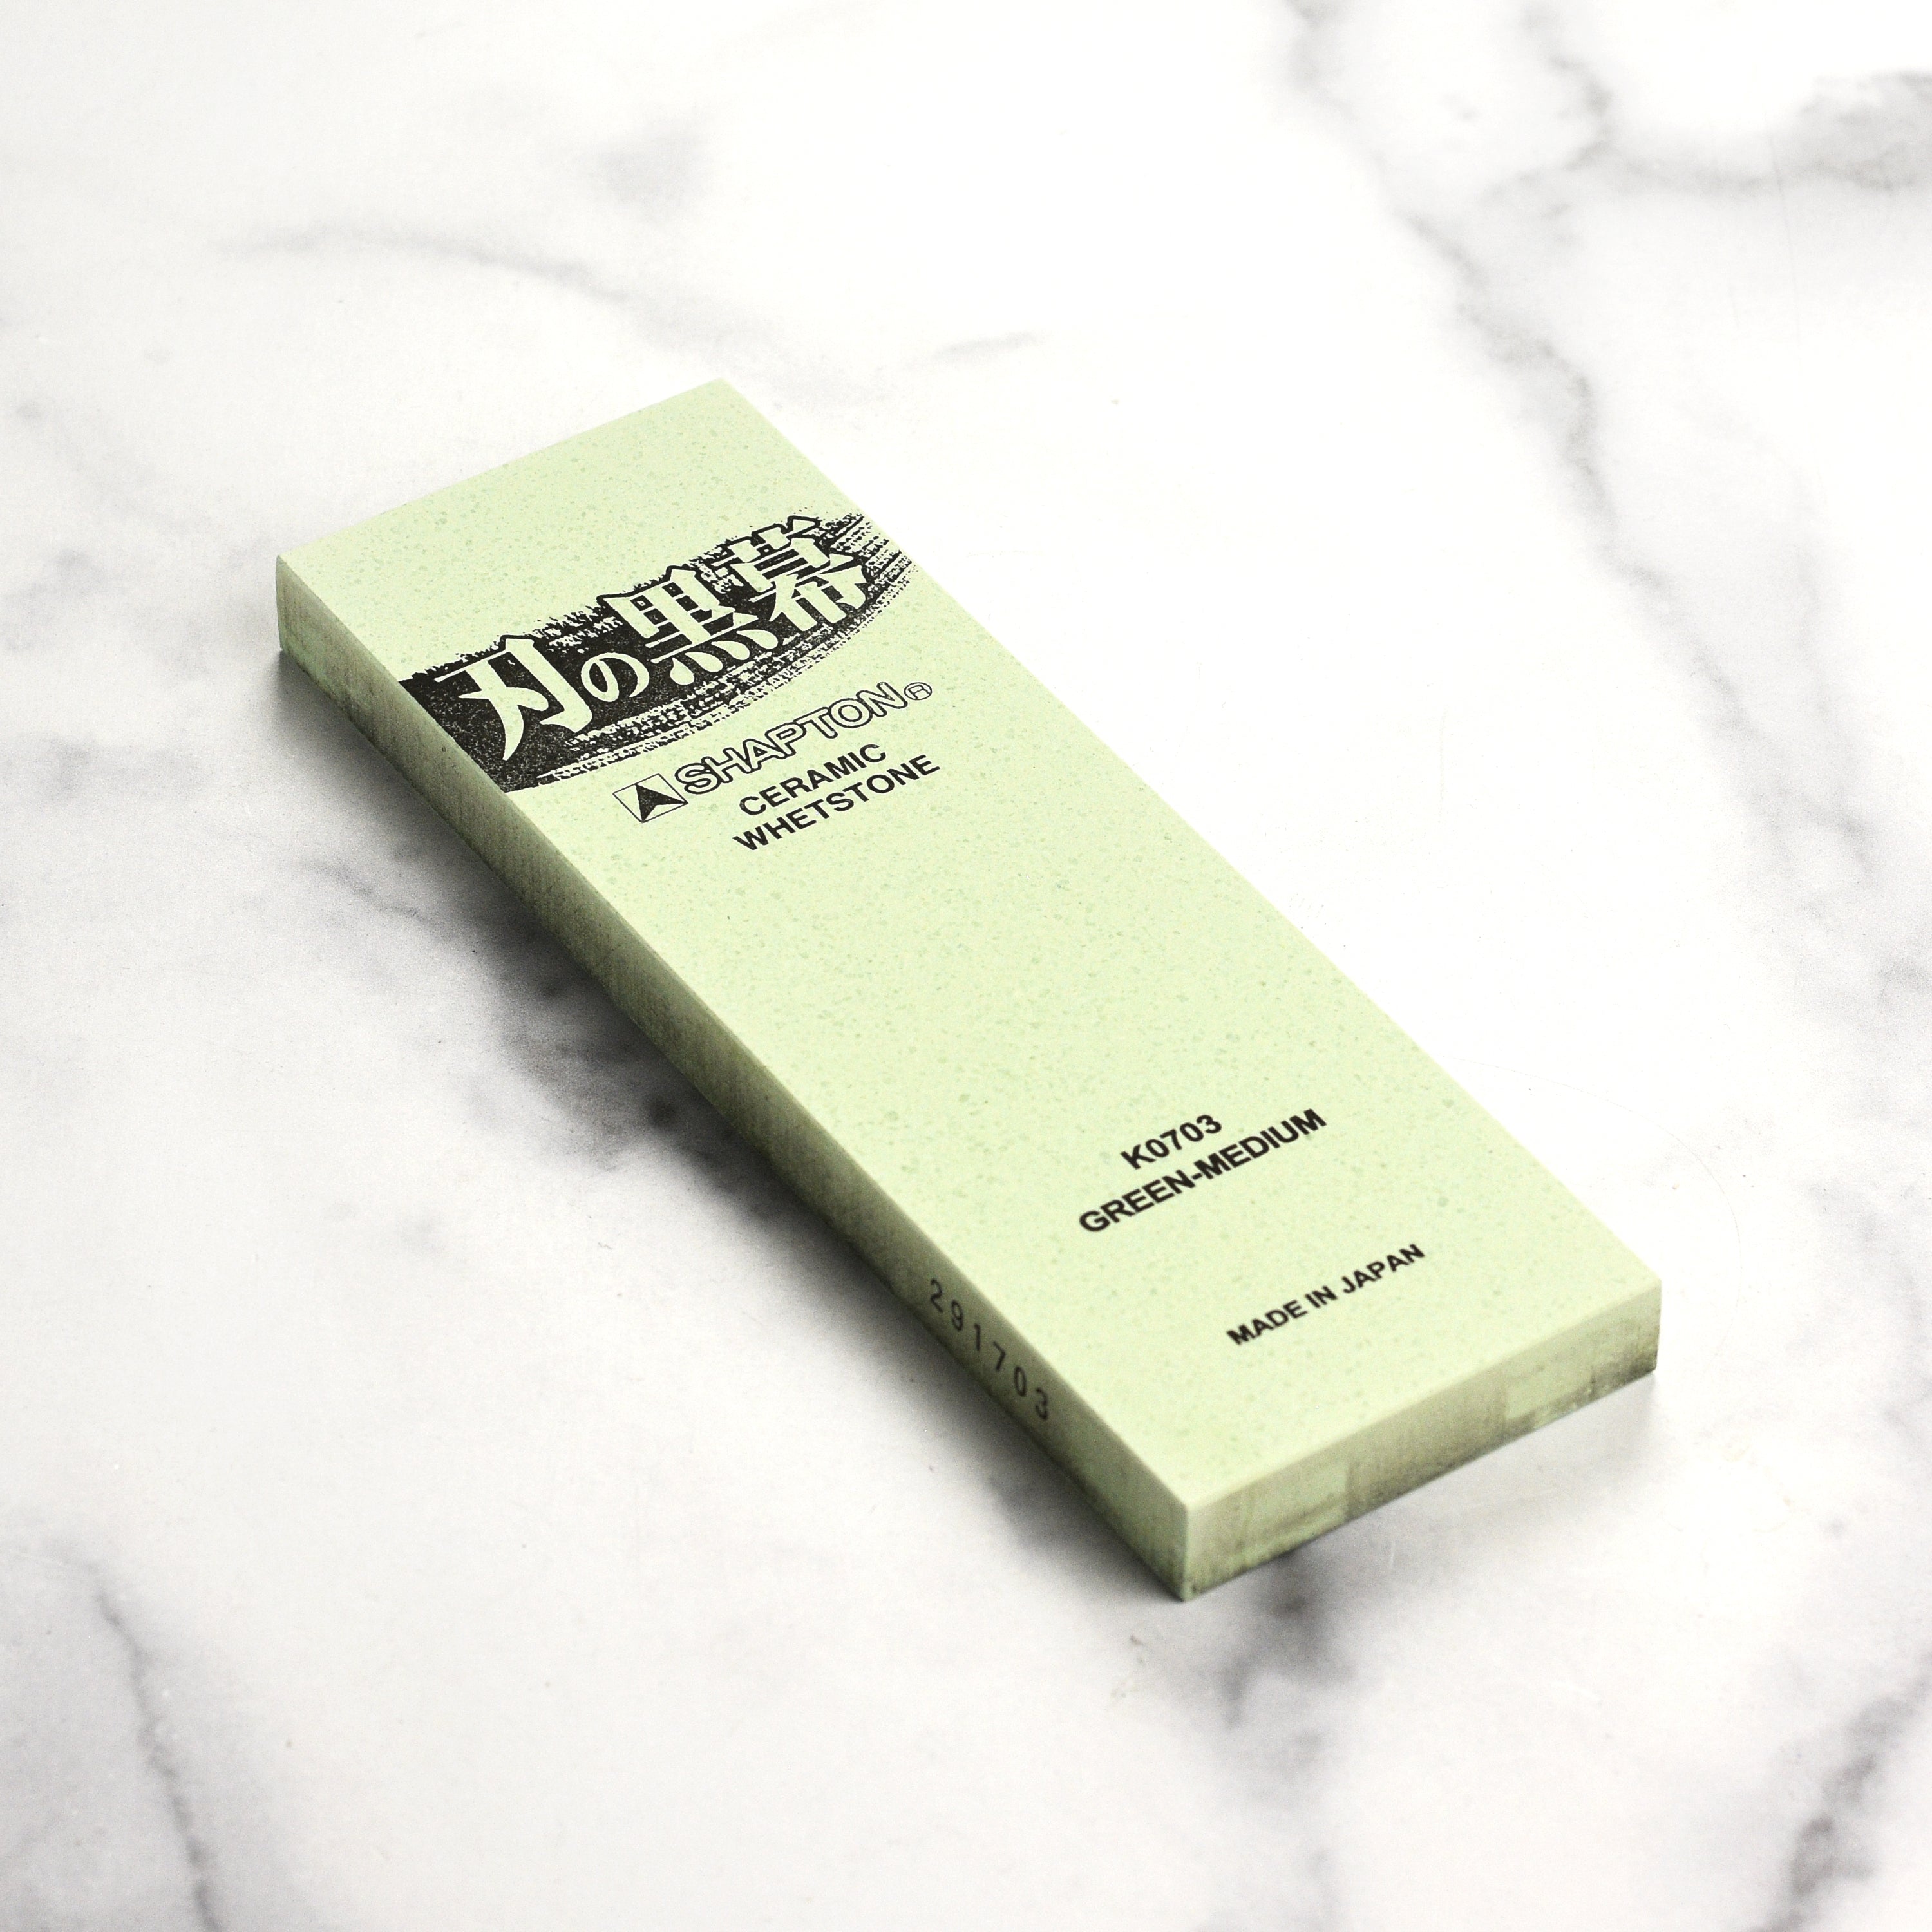 刃の黒幕
SHAPTON®
CERAMIC
WHETSTONE
K0703
GREEN-MEDIUM
MADE IN JAPAN
291703